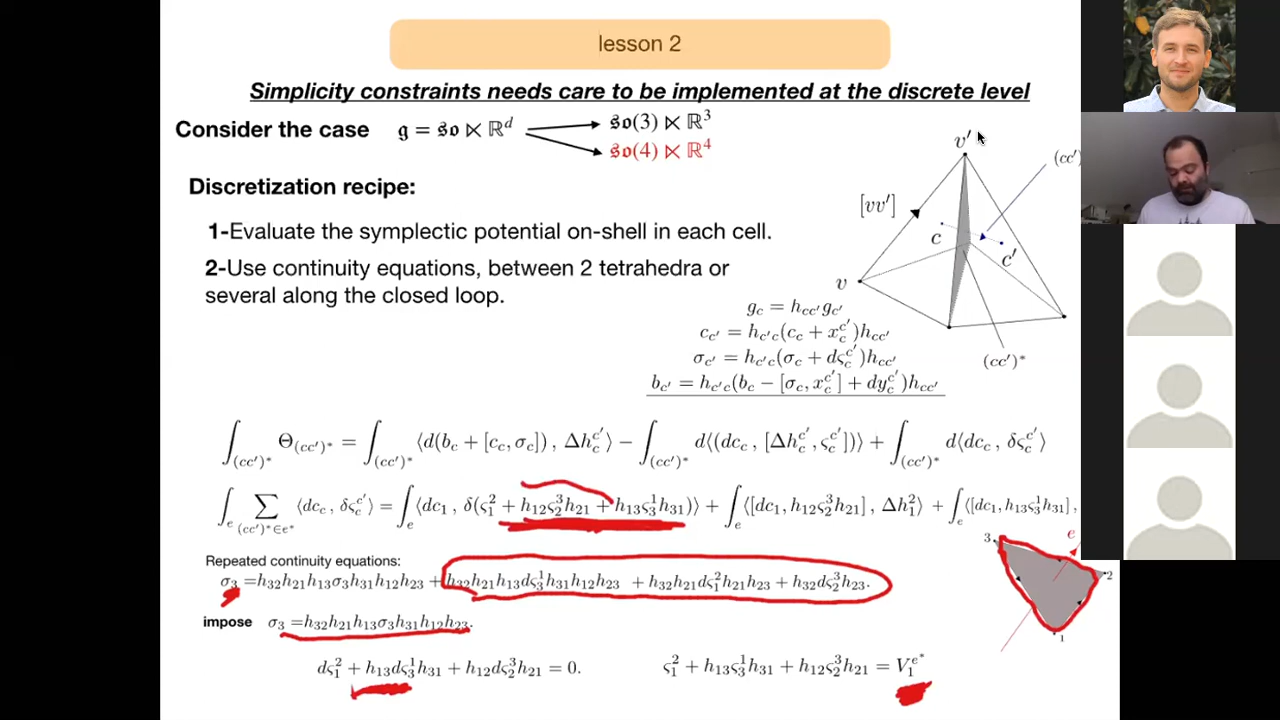 lesson 2
Simplicity constraints needs care to be implemented at the discrete level
Consider the case 𝔤 = 𝔰𝔬 ⋉ ℝ^d
𝔰𝔬(3) ⋉ ℝ³
𝔰𝔬(4) ⋉ ℝ⁴
Discretization recipe:
1-Evaluate the symplectic potential on-shell in each cell.
2-Use continuity equations, between 2 tetrahedra or
several along the closed loop.
v′
(cc′)
[vv′]
c
c′
v
(cc′)*
g_c = h_{cc′} g_{c′}
c_{c′} = h_{c′c}(c_c + x_c^{c′})h_{cc′}
σ_{c′} = h_{c′c}(σ_c + dς_c^{c′})h_{cc′}
b_{c′} = h_{c′c}(b_c − [σ_c, x_c^{c′}] + dy_c^{c′})h_{cc′}
∫_{(cc′)*} Θ_{(cc′)*} = ∫_{(cc′)*} ⟨d(b_c + [c_c, σ_c]) , Δh_c^{c′}⟩ − ∫_{(cc′)*} d⟨(dc_c , [Δh_c^{c′}, ς_c^{c′}])⟩ + ∫_{(cc′)*} d⟨dc_c , δς_c^{c′}⟩
∫_e ∑_{(cc′)*∈e*} ⟨dc_c , δς_c^{c′}⟩ = ∫_e ⟨dc_1 , δ(ς_1^2 + h_{12}ς_2^3h_{21} + h_{13}ς_3^1h_{31})⟩ + ∫_e ⟨[dc_1, h_{12}ς_2^3h_{21}] , Δh_1^2⟩ + ∫_e ⟨[dc_1, h_{13}ς_3^1h_{31}] ,
Repeated continuity equations:
σ_3 =h_{32}h_{21}h_{13}σ_3h_{31}h_{12}h_{23} + h_{32}h_{21}h_{13}dς_3^1h_{31}h_{12}h_{23} + h_{32}h_{21}dς_1^2h_{21}h_{23} + h_{32}dς_2^3h_{23}.
impose σ_3 =h_{32}h_{21}h_{13}σ_3h_{31}h_{12}h_{23}.
dς_1^2 + h_{13}dς_3^1h_{31} + h_{12}dς_2^3h_{21} = 0.
ς_1^2 + h_{13}ς_3^1h_{31} + h_{12}ς_2^3h_{21} = V_1^{e*}
3
e
2
1